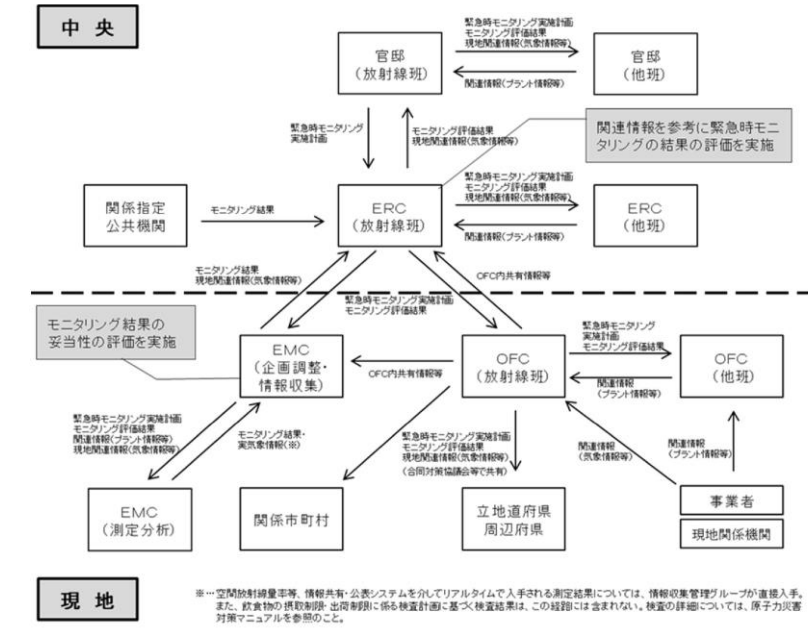 中 央
緊急時モニタリング実施計画
モニタリング評価結果
現地関連情報(気象情報等)
官邸
(放射線班)
官邸
(他班)
関連情報(プラント情報等)
緊急時モニタリング
実施計画
モニタリング評価結果
現地関連情報(気象情報等)
関連情報を参考に緊急時モニ
タリングの結果の評価を実施
緊急時モニタリング実施計画
モニタリング評価結果
現地関連情報(気象情報等)
関係指定
公共機関
モニタリング結果
ERC
(放射線班)
ERC
(他班)
関連情報(プラント情報等)
モニタリング結果
現地関連情報(気象情報等)
OFC内共有情報等
緊急時モニタリング実施計画
モニタリング評価結果
モニタリング結果の
妥当性の評価を実施
緊急時モニタリング
実施計画
モニタリング評価結果
EMC
(企画調整・
情報収集)
OFC内共有情報等
OFC
(放射線班)
OFC
(他班)
関連情報
(プラント情報等)
緊急時モニタリング実施計画
モニタリング評価結果
関連情報(プラント情報等)
現地関連情報(気象情報等)
モニタリング結果・
実気象情報(※)
緊急時モニタリング実施計画
モニタリング評価結果
現地関連情報(気象情報等)
(合同対策協議会等で共有)
関連情報
(気象情報等)
関連情報
(プラント情報等)
EMC
(測定分析)
関係市町村
立地道府県
周辺府県
事業者
現地関係機関
現 地
※…空間放射線量率等、情報共有・公表システムを介してリアルタイムで入手される測定結果については、情報収集管理グループが直接入手。
また、飲食物の摂取制限・出荷制限に係る検査計画に基づく検査結果は、この経路には含まれない。検査の詳細については、原子力災害
対策マニュアルを参照のこと。